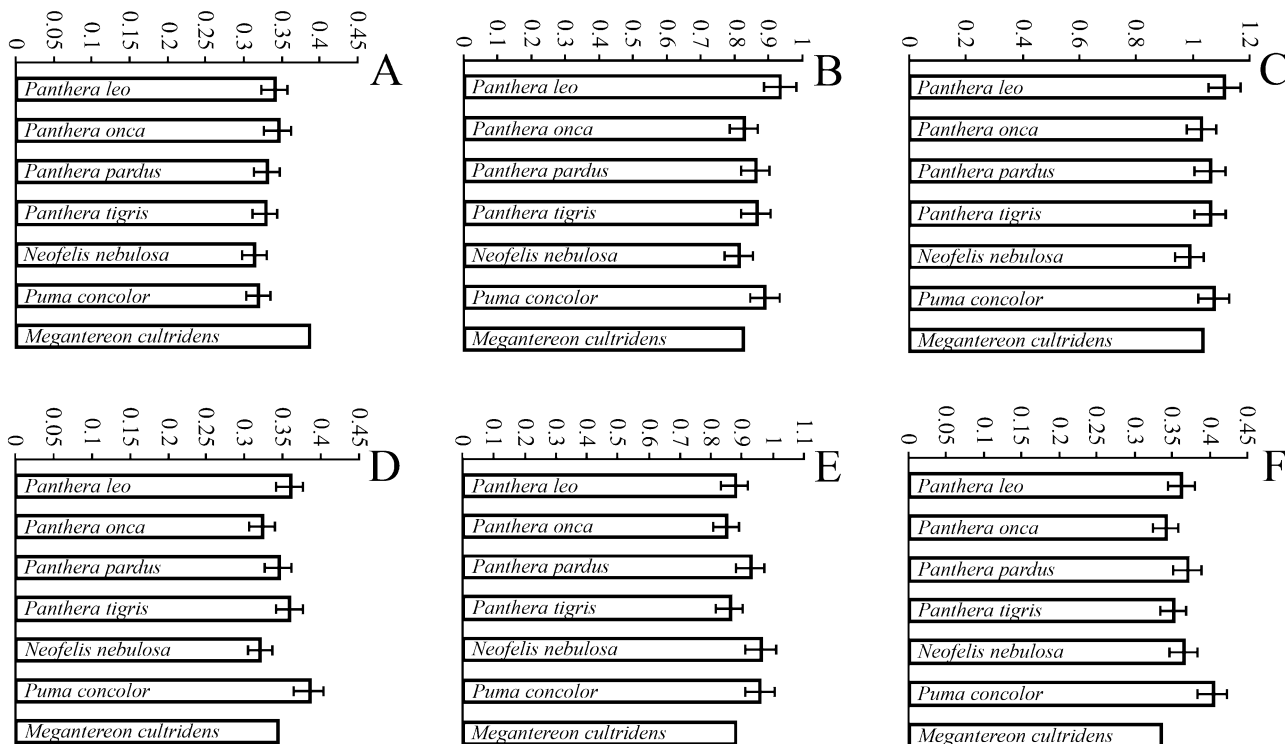 0 0.05 0.1 0.15 0.2 0.25 0.3 0.35 0.4 0.45
A
Panthera leo
Panthera onca
Panthera pardus
Panthera tigris
Neofelis nebulosa
Puma concolor
Megantereon cultridens
0 0.1 0.2 0.3 0.4 0.5 0.6 0.7 0.8 0.9 1
B
Panthera leo
Panthera onca
Panthera pardus
Panthera tigris
Neofelis nebulosa
Puma concolor
Megantereon cultridens
0 0.2 0.4 0.6 0.8 1 1.2
C
Panthera leo
Panthera onca
Panthera pardus
Panthera tigris
Neofelis nebulosa
Puma concolor
Megantereon cultridens
0 0.05 0.1 0.15 0.2 0.25 0.3 0.35 0.4 0.45
D
Panthera leo
Panthera onca
Panthera pardus
Panthera tigris
Neofelis nebulosa
Puma concolor
Megantereon cultridens
0 0.1 0.2 0.3 0.4 0.5 0.6 0.7 0.8 0.9 1 1.1
E
Panthera leo
Panthera onca
Panthera pardus
Panthera tigris
Neofelis nebulosa
Puma concolor
Megantereon cultridens
0 0.05 0.1 0.15 0.2 0.25 0.3 0.35 0.4 0.45
F
Panthera leo
Panthera onca
Panthera pardus
Panthera tigris
Neofelis nebulosa
Puma concolor
Megantereon cultridens